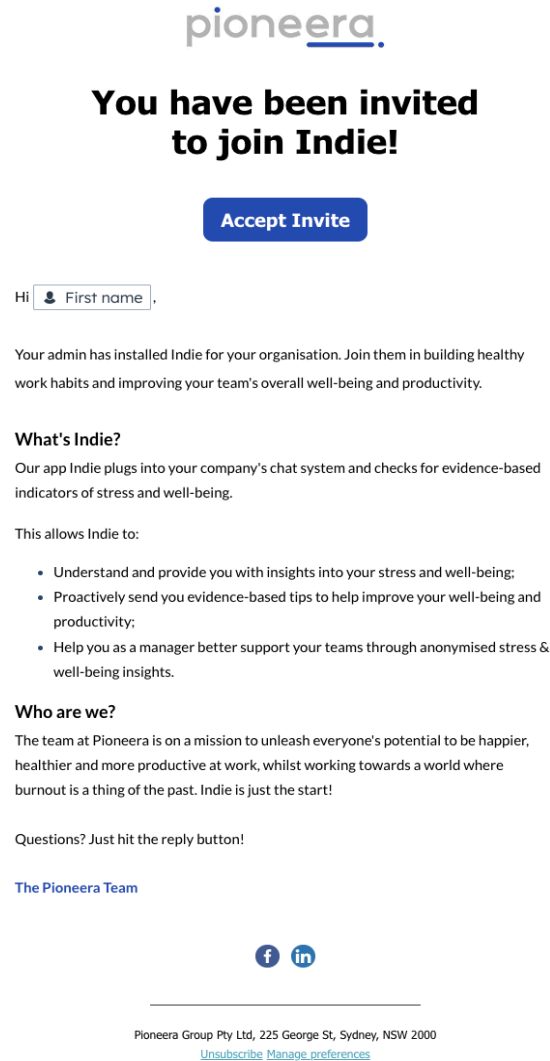 pioneera.
You have been invited
to join Indie!
Accept Invite
Hi First name ,
Your admin has installed Indie for your organisation. Join them in building healthy
work habits and improving your team's overall well-being and productivity.
What's Indie?
Our app Indie plugs into your company's chat system and checks for evidence-based
indicators of stress and well-being.
This allows Indie to:
• Understand and provide you with insights into your stress and well-being;
• Proactively send you evidence-based tips to help improve your well-being and
productivity;
• Help you as a manager better support your teams through anonymised stress &
well-being insights.
Who are we?
The team at Pioneera is on a mission to unleash everyone's potential to be happier,
healthier and more productive at work, whilst working towards a world where
burnout is a thing of the past. Indie is just the start!
Questions? Just hit the reply button!
The Pioneera Team
f in
Pioneera Group Pty Ltd, 225 George St, Sydney, NSW 2000
Unsubscribe Manage preferences